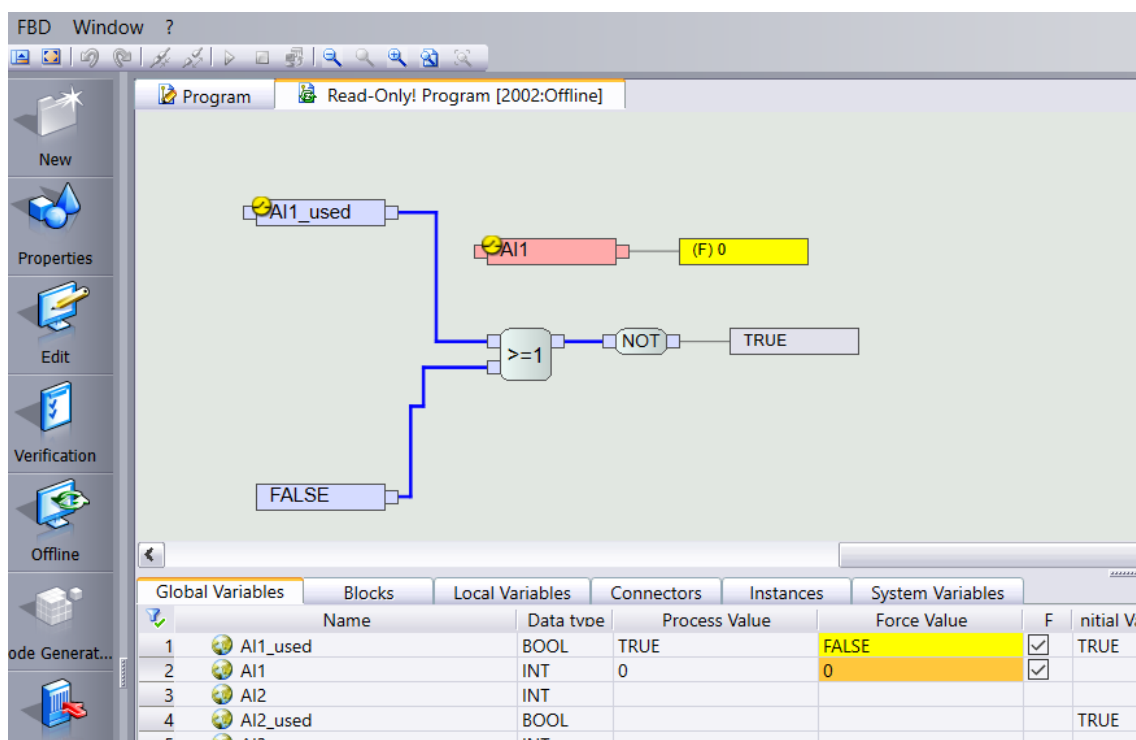 FBD Window ?
Program
Read-Only! Program [2002:Offline]
New
Properties
Edit
Verification
Offline
ode Generat...
AI1_used
AI1
(F) 0
>=1
NOT
TRUE
FALSE
Global Variables Blocks Local Variables Connectors Instances System Variables
Name Data type Process Value Force Value F nitial Va
1 AI1_used BOOL TRUE FALSE TRUE
2 AI1 INT 0 0
3 AI2 INT
4 AI2_used BOOL TRUE